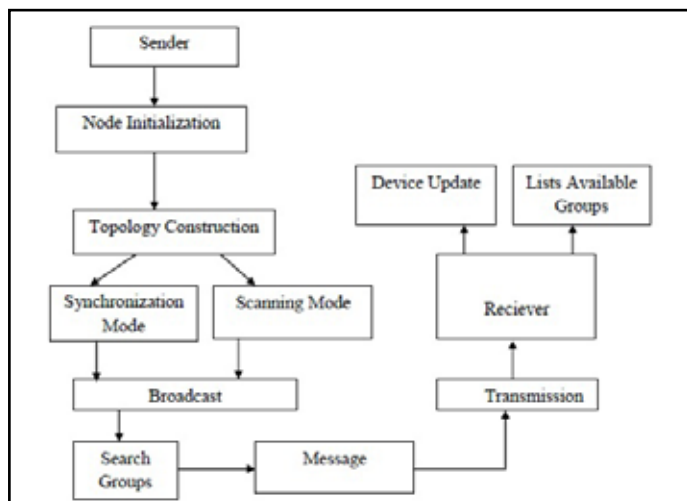 Sender
Node Initialization
Topology Construction
Synchronization
Mode
Scanning Mode
Broadcast
Search
Groups
Message
Transmission
Reciever
Device Update
Lists Available
Groups